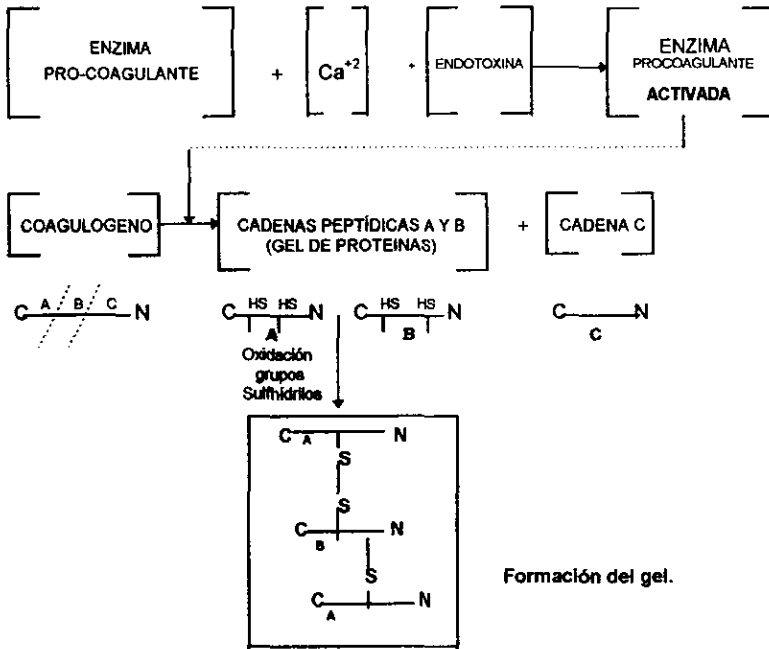 ENZIMA
PRO-COAGULANTE
+
Ca+2
+
ENDOTOXINA
ENZIMA
PROCOAGULANTE
ACTIVADA
COAGULOGENO
CADENAS PEPTÍDICAS A Y B
(GEL DE PROTEINAS)
+
CADENA C
C A B C N
C HS HS N
A
C HS HS N
B
C N
C
Oxidación
grupos
Sulfhidrilos
C A N
S
S
C B N
S
C A N
Formación del gel.